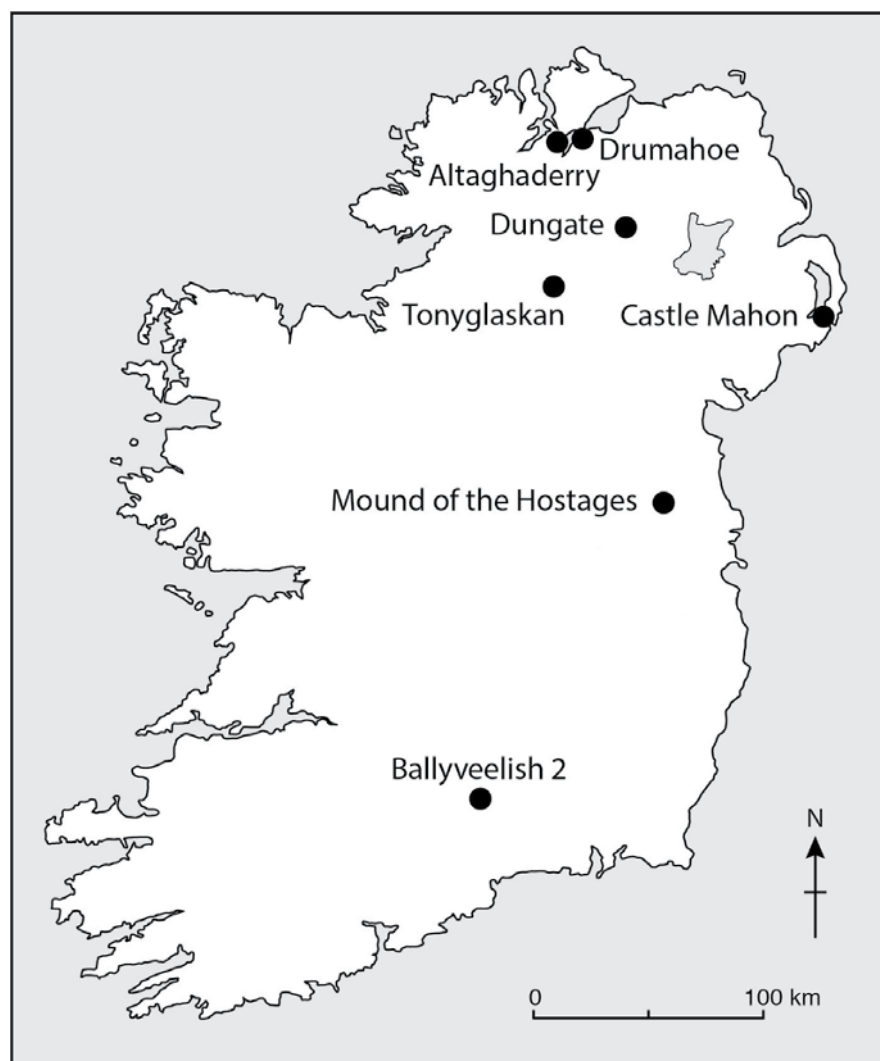 Drumahoe
Altaghaderry
Dungate
Tonyglaskan
Castle Mahon
Mound of the Hostages
Ballyveelish 2
N
0 100 km